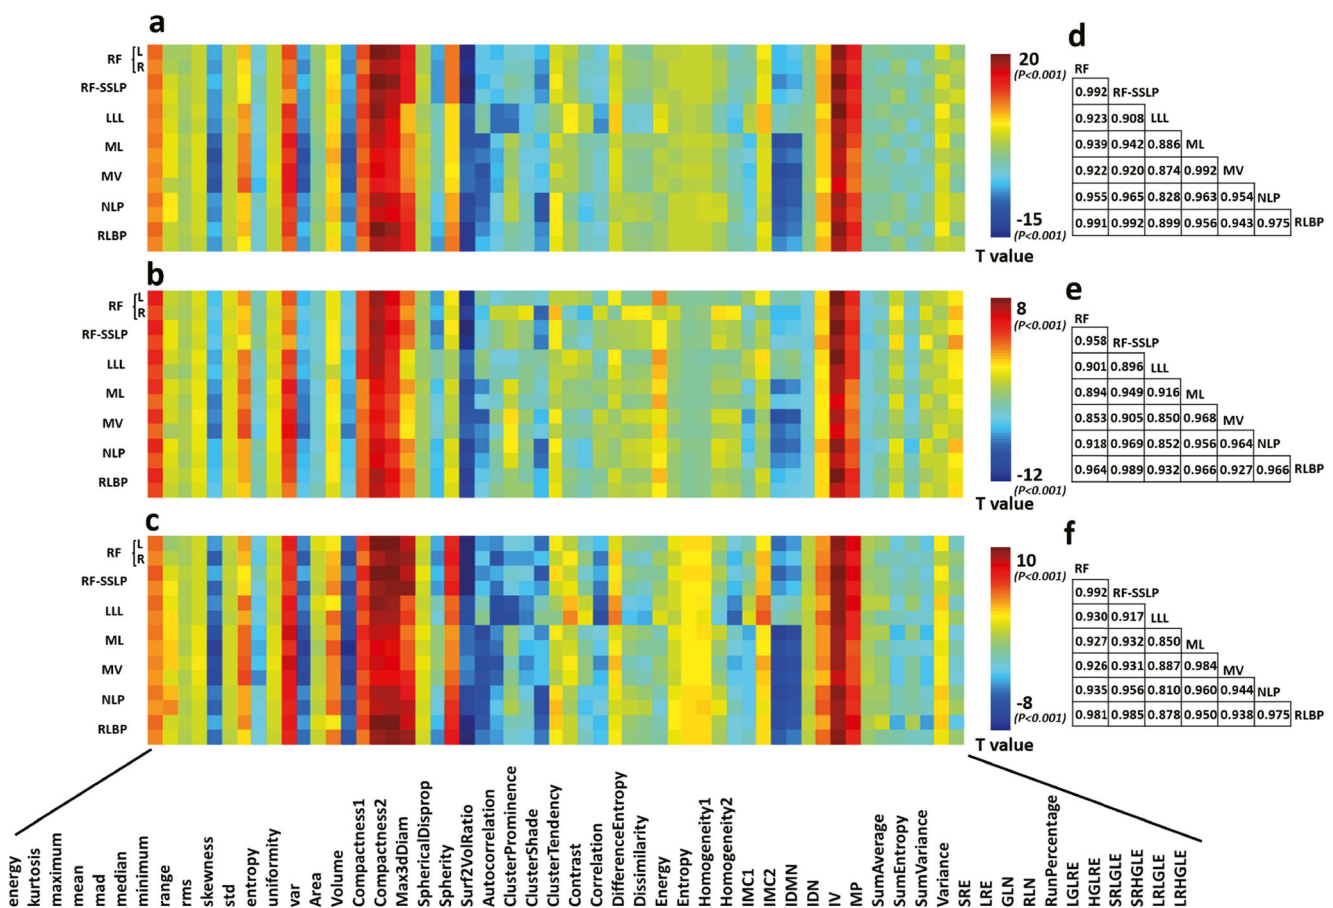 a
RF
L
R
RF-SSLP
LLL
ML
MV
NLP
RLBP
20
(P<0.001)
-15
(P<0.001)
T value
d
RF
0.992 RF-SSLP
0.923 0.908 LLL
0.939 0.942 0.886 ML
0.922 0.920 0.874 0.992 MV
0.955 0.965 0.828 0.963 0.954 NLP
0.991 0.992 0.899 0.956 0.943 0.975 RLBP
b
RF
L
R
RF-SSLP
LLL
ML
MV
NLP
RLBP
8
(P<0.001)
-12
(P<0.001)
T value
e
RF
0.958 RF-SSLP
0.901 0.896 LLL
0.894 0.949 0.916 ML
0.853 0.905 0.850 0.968 MV
0.918 0.969 0.852 0.956 0.964 NLP
0.964 0.989 0.932 0.966 0.927 0.966 RLBP
c
RF
L
R
RF-SSLP
LLL
ML
MV
NLP
RLBP
10
(P<0.001)
-8
(P<0.001)
T value
f
RF
0.992 RF-SSLP
0.930 0.917 LLL
0.927 0.932 0.850 ML
0.926 0.931 0.887 0.984 MV
0.935 0.956 0.810 0.960 0.944 NLP
0.981 0.985 0.878 0.950 0.938 0.975 RLBP
energy
kurtosis
maximum
mean
mad
median
minimum
range
rms
skewness
std
entropy
uniformity
var
Area
Volume
Compactness1
Compactness2
Max3dDiam
SphericalDisprop
Spherity
Surf2VolRatio
Autocorrelation
ClusterProminence
ClusterShade
ClusterTendency
Contrast
Correlation
DifferenceEntropy
Dissimilarity
Energy
Entropy
Homogeneity1
Homogeneity2
IMC1
IMC2
IDMN
IDN
IV
MP
SumAverage
SumEntropy
SumVariance
Variance
SRE
LRE
GLN
RLN
RunPercentage
LGLRE
HGLRE
SRLGLE
SRHGLE
LRLGLE
LRHGLE